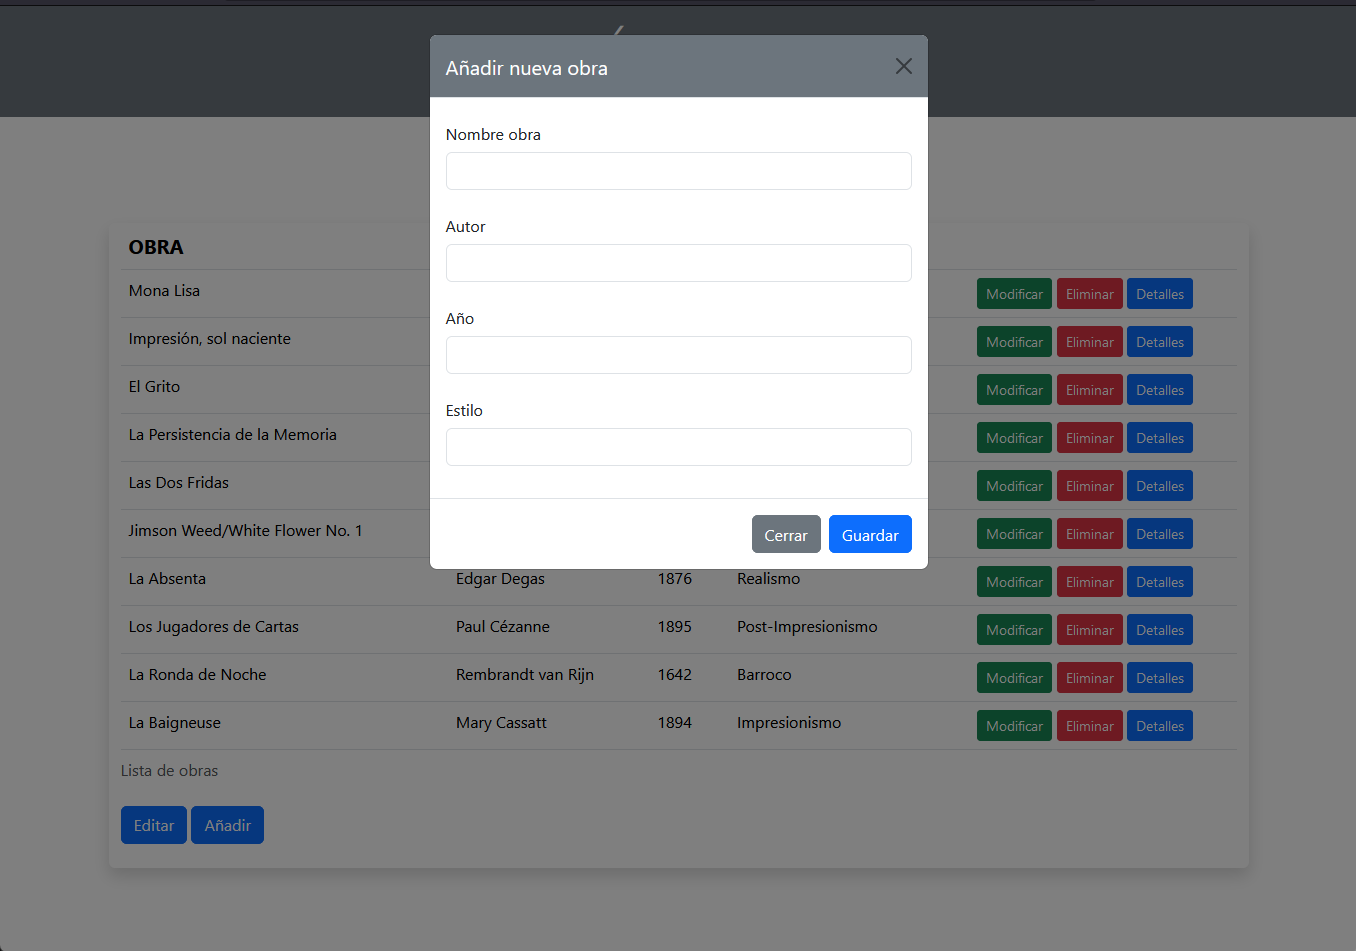 Añadir nueva obra
Nombre obra
Autor
Año
Estilo
Cerrar Guardar
OBRA
Mona Lisa Modificar Eliminar Detalles
Impresión, sol naciente Modificar Eliminar Detalles
El Grito Modificar Eliminar Detalles
La Persistencia de la Memoria Modificar Eliminar Detalles
Las Dos Fridas Modificar Eliminar Detalles
Jimson Weed/White Flower No. 1 Modificar Eliminar Detalles
La Absenta Edgar Degas 1876 Realismo Modificar Eliminar Detalles
Los Jugadores de Cartas Paul Cézanne 1895 Post-Impresionismo Modificar Eliminar Detalles
La Ronda de Noche Rembrandt van Rijn 1642 Barroco Modificar Eliminar Detalles
La Baigneuse Mary Cassatt 1894 Impresionismo Modificar Eliminar Detalles
Lista de obras
Editar Añadir